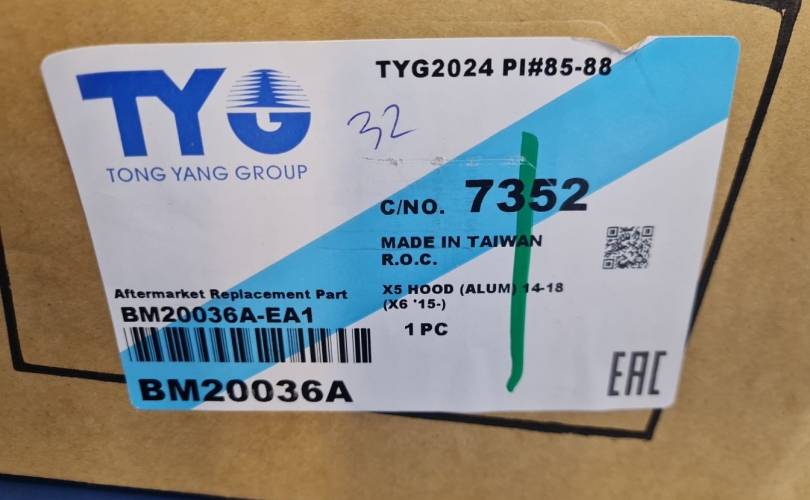 TYG
TONG YANG GROUP
TYG2024 PI#85-88
32
C/NO. 7352
MADE IN TAIWAN
R.O.C.
X5 HOOD (ALUM) 14-18
(X6 '15-)
1 PC
Aftermarket Replacement Part
BM20036A-EA1
BM20036A
EAC